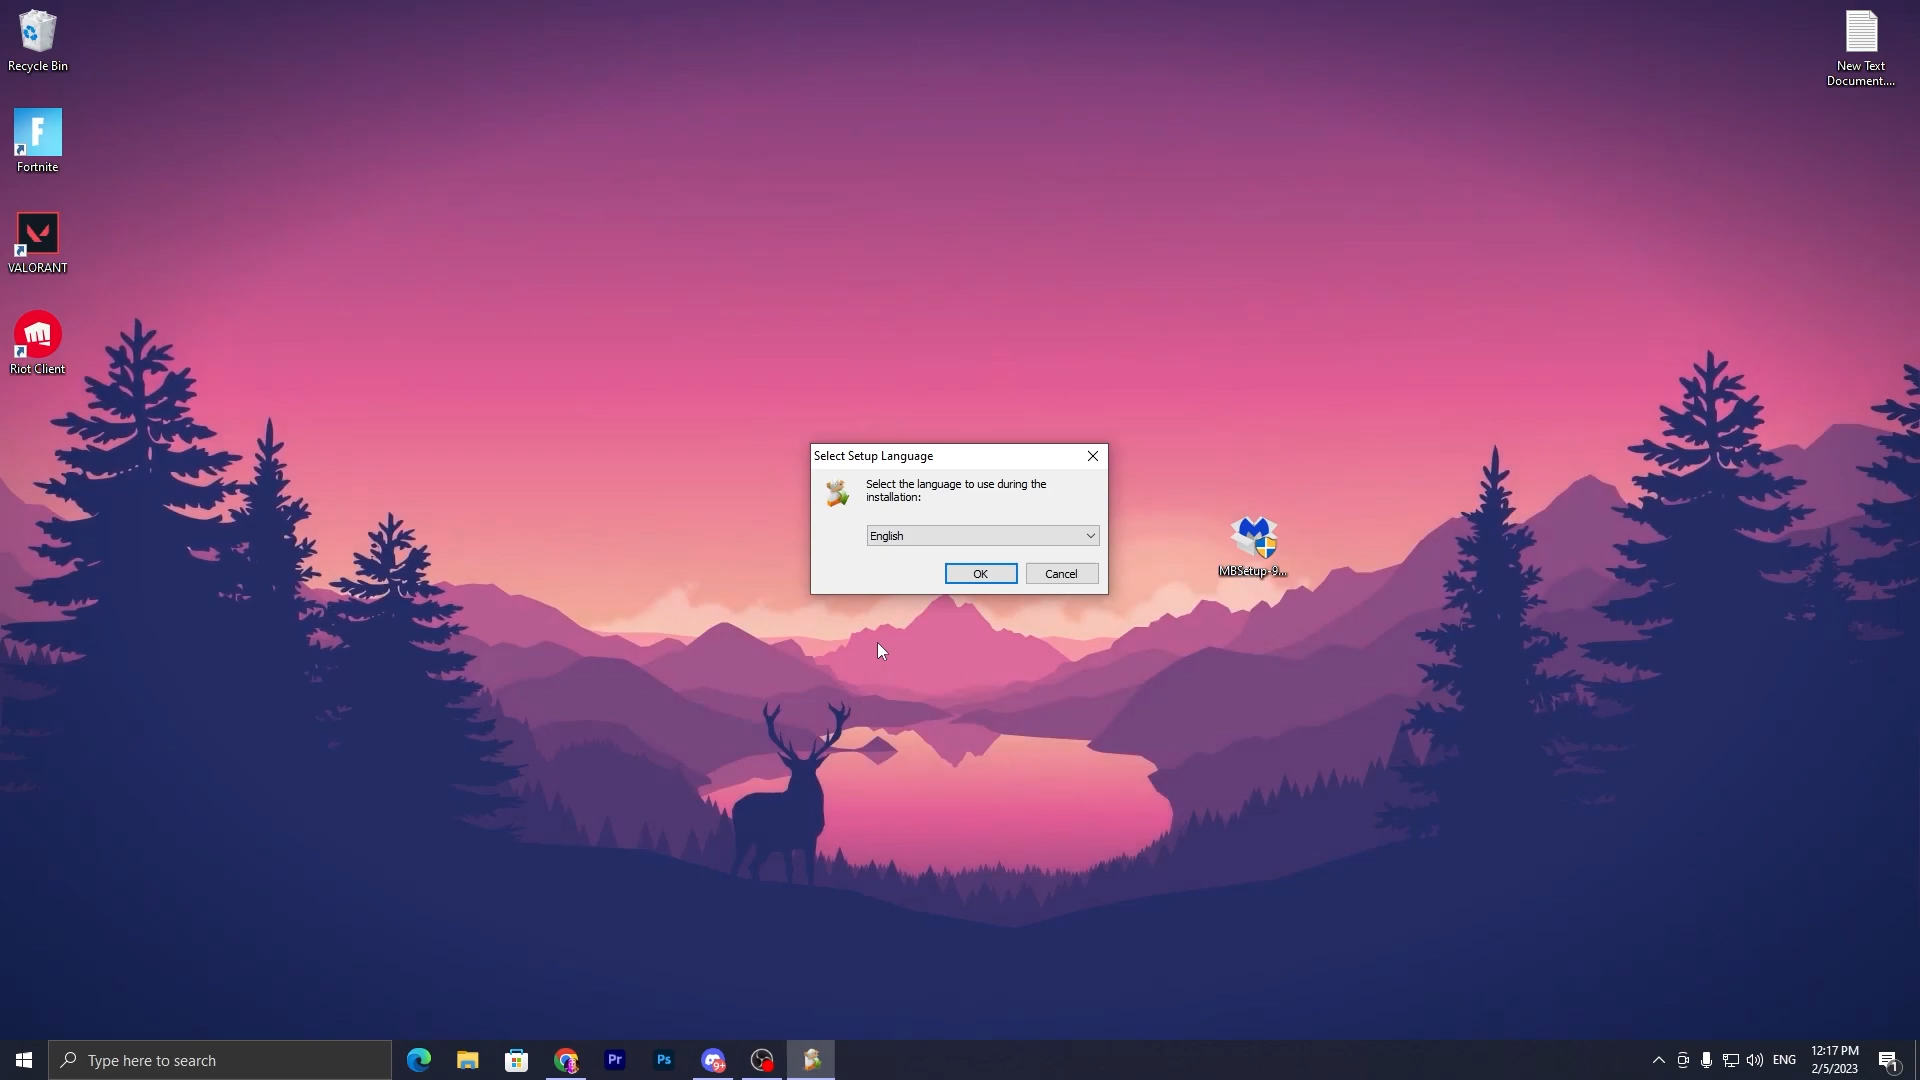 Recycle Bin
New Text
Document....
F
Fortnite
VALORANT
Riot Client
Select Setup Language
Select the language to use during the
installation:
English
OK
Cancel
MBSetup-9...
Type here to search
Pr
Ps
9+
ENG
12:17 PM
2/5/2023
1